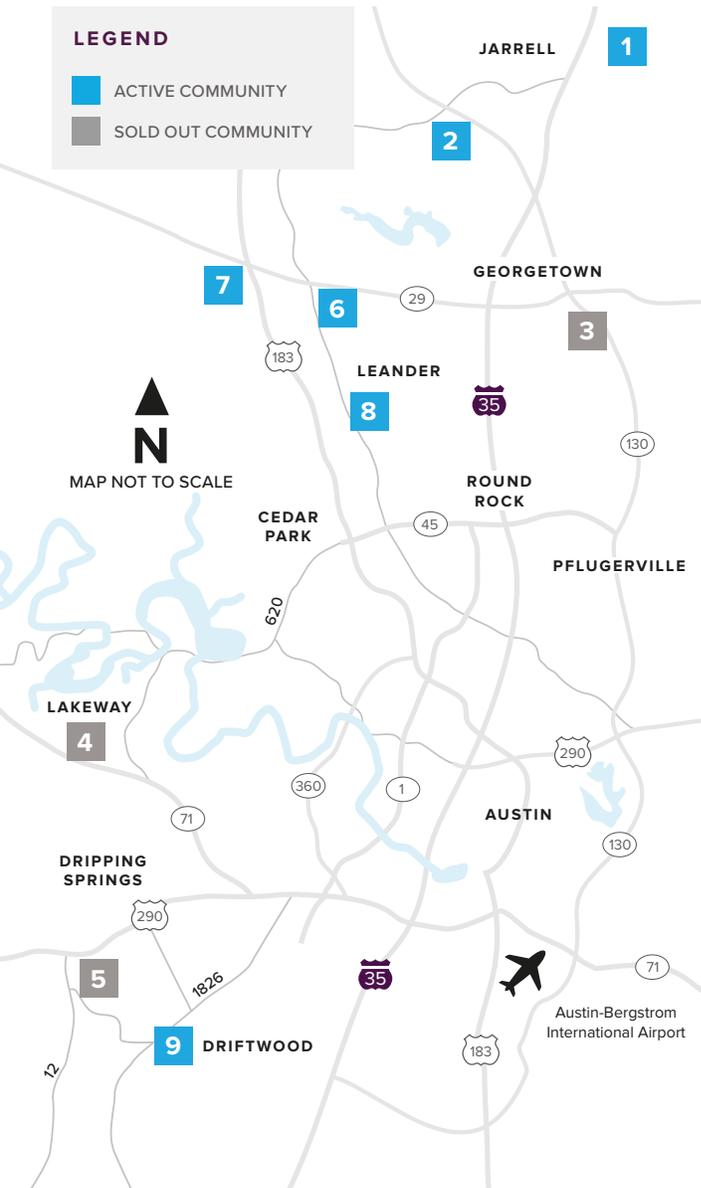 LEGEND
ACTIVE COMMUNITY
SOLD OUT COMMUNITY
JARRELL
1
2
GEORGETOWN
7
6
29
3
183
LEANDER
8
35
130
N
MAP NOT TO SCALE
ROUND
ROCK
CEDAR
PARK
45
PFLUGERVILLE
620
LAKEWAY
4
290
360
1
71
AUSTIN
130
DRIPPING
SPRINGS
290
5
1826
35
71
Austin-Bergstrom
International Airport
9
DRIFTWOOD
183
12